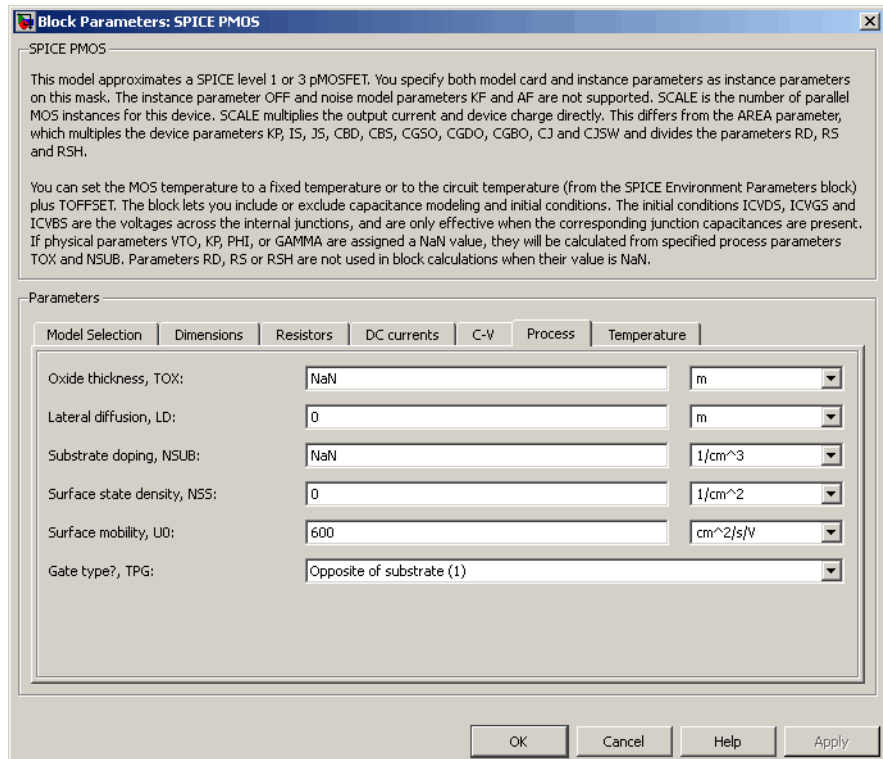 Block Parameters: SPICE PMOS
SPICE PMOS
This model approximates a SPICE level 1 or 3 pMOSFET. You specify both model card and instance parameters as instance parameters
on this mask. The instance parameter OFF and noise model parameters KF and AF are not supported. SCALE is the number of parallel
MOS instances for this device. SCALE multiplies the output current and device charge directly. This differs from the AREA parameter,
which multiples the device parameters KP, IS, JS, CBD, CBS, CGSO, CGDO, CGBO, CJ and CJSW and divides the parameters RD, RS
and RSH.
You can set the MOS temperature to a fixed temperature or to the circuit temperature (from the SPICE Environment Parameters block)
plus TOFFSET. The block lets you include or exclude capacitance modeling and initial conditions. The initial conditions ICVDS, ICVGS and
ICVBS are the voltages across the internal junctions, and are only effective when the corresponding junction capacitances are present.
If physical parameters VTO, KP, PHI, or GAMMA are assigned a NaN value, they will be calculated from specified process parameters
TOX and NSUB. Parameters RD, RS or RSH are not used in block calculations when their value is NaN.
Parameters
Model Selection Dimensions Resistors DC currents C-V Process Temperature
Oxide thickness, TOX: NaN m
Lateral diffusion, LD: 0 m
Substrate doping, NSUB: NaN 1/cm^3
Surface state density, NSS: 0 1/cm^2
Surface mobility, U0: 600 cm^2/s/V
Gate type?, TPG: Opposite of substrate (1)
OK Cancel Help Apply